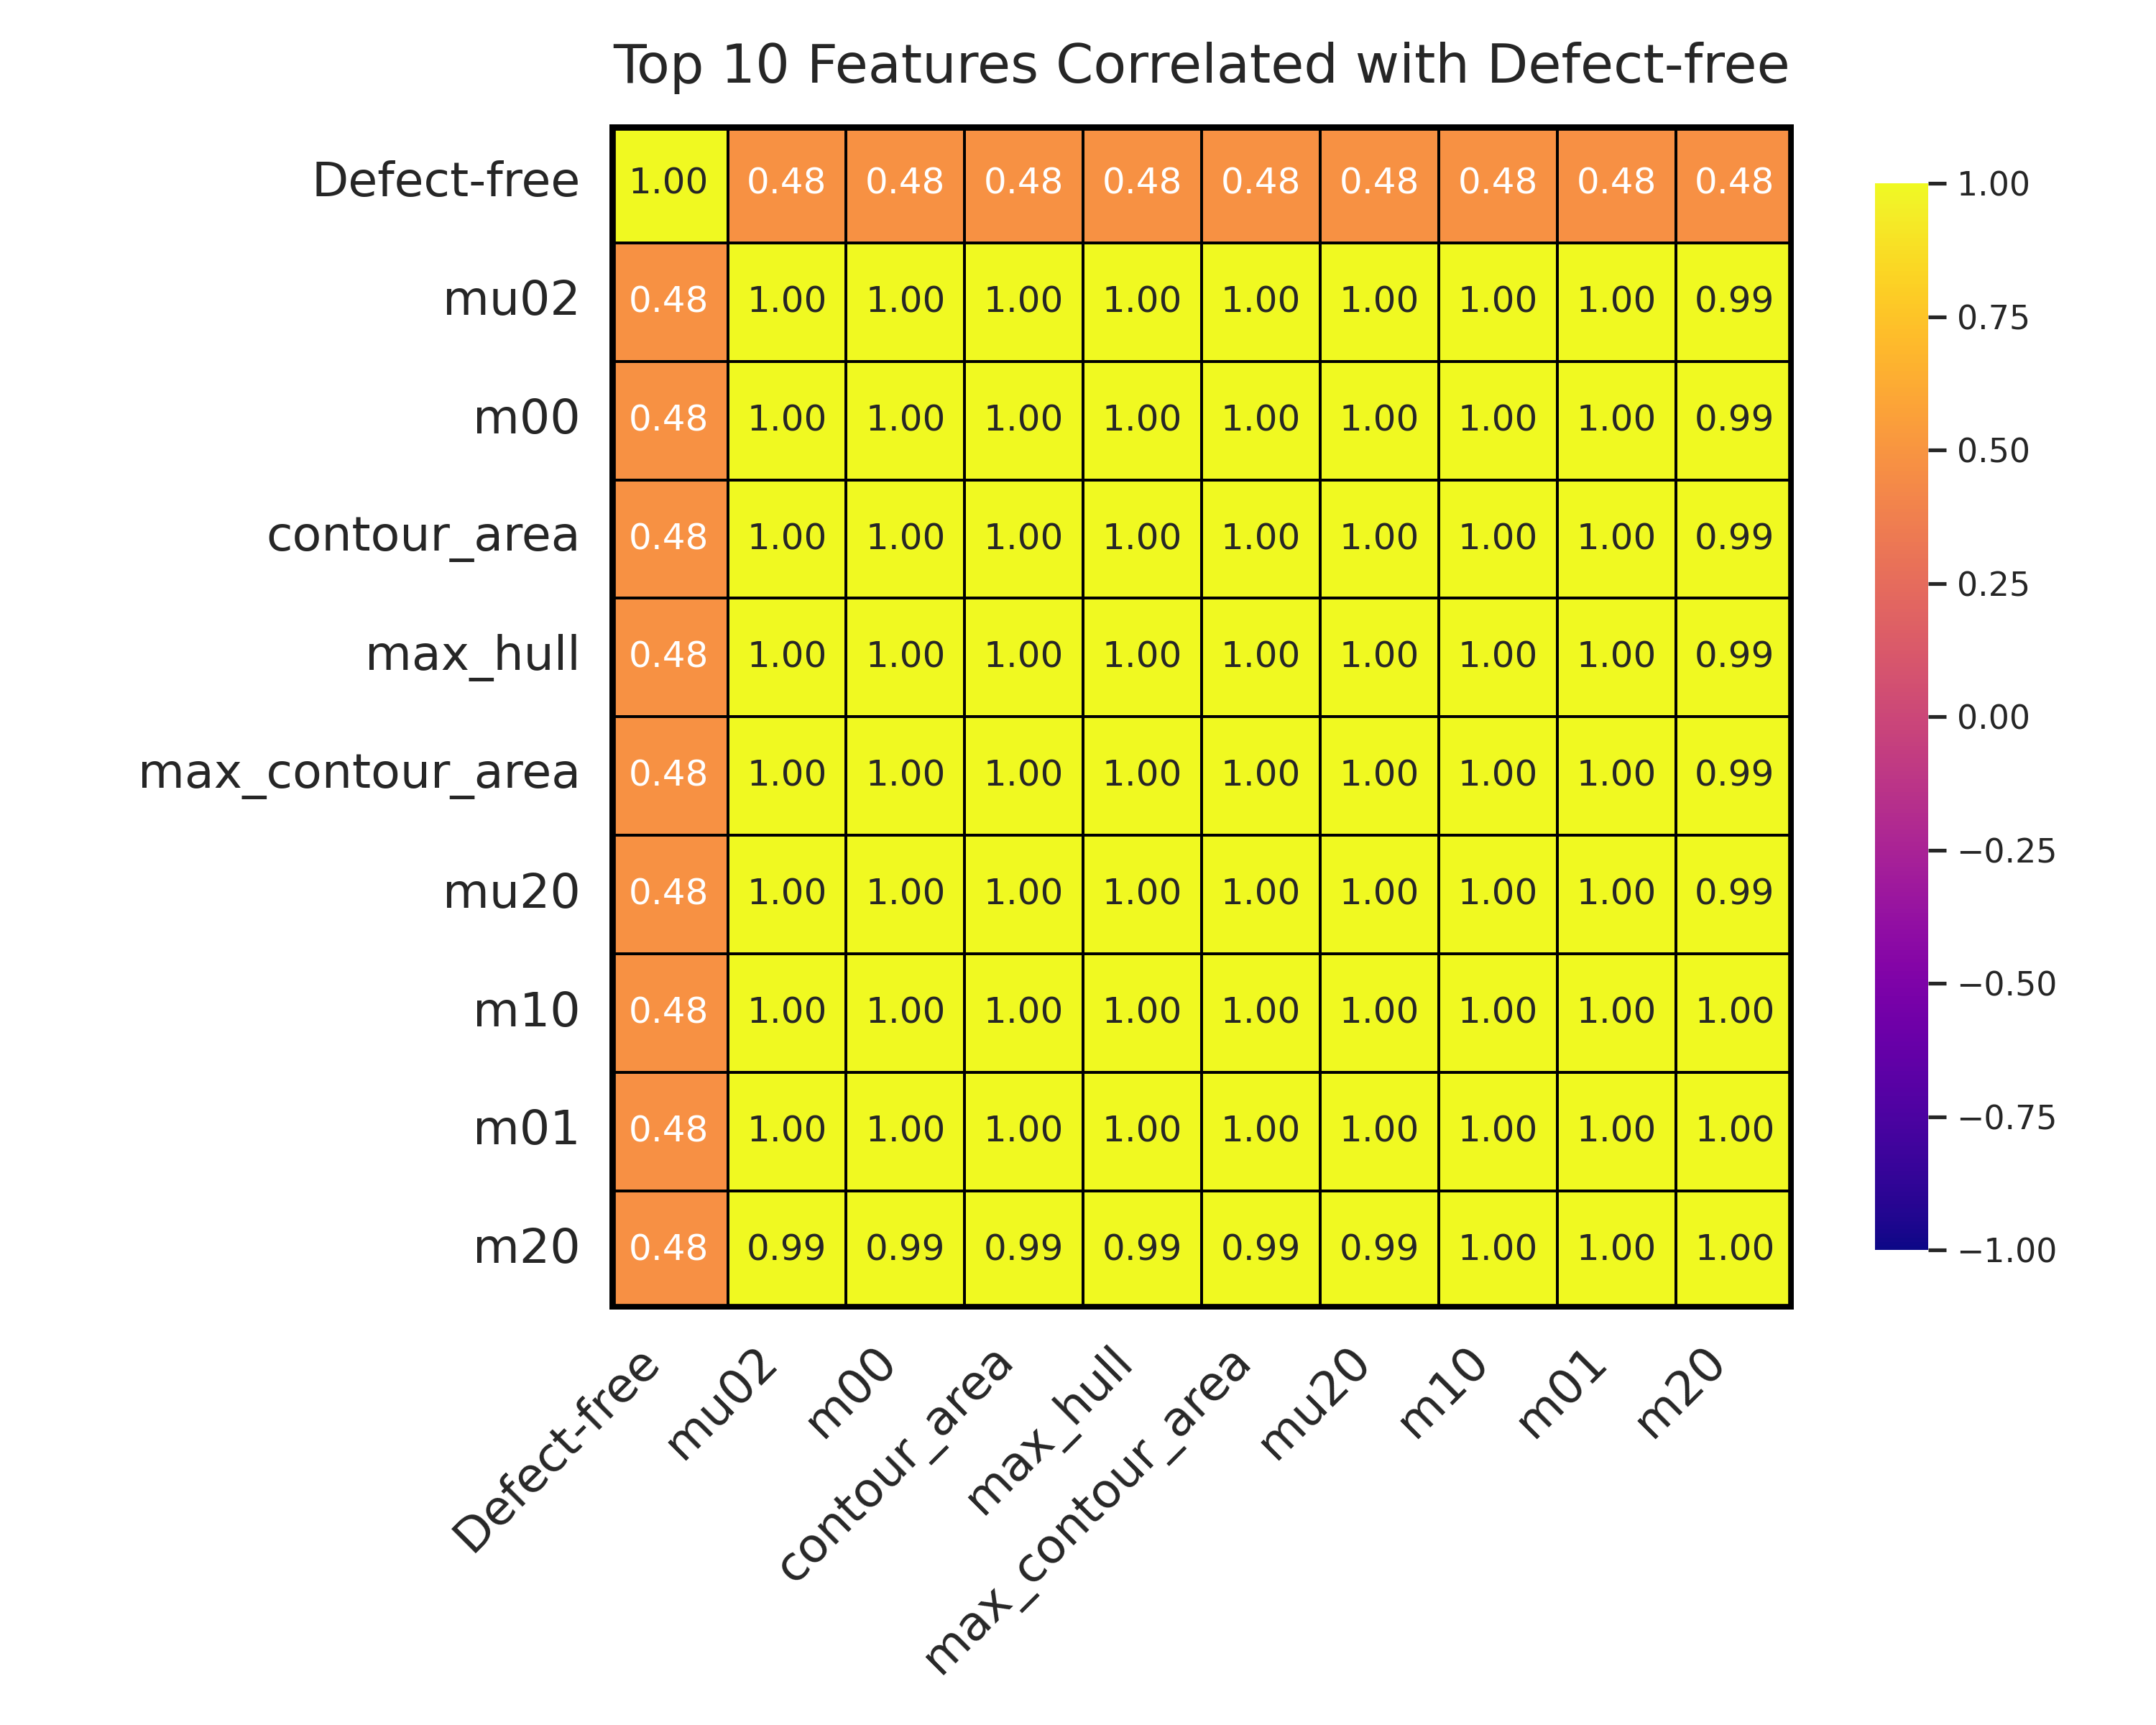 Top 10 Features Correlated with Defect-free
Defect-free 1.00 0.48 0.48 0.48 0.48 0.48 0.48 0.48 0.48 0.48
mu02 0.48 1.00 1.00 1.00 1.00 1.00 1.00 1.00 1.00 0.99
m00 0.48 1.00 1.00 1.00 1.00 1.00 1.00 1.00 1.00 0.99
contour_area 0.48 1.00 1.00 1.00 1.00 1.00 1.00 1.00 1.00 0.99
max_hull 0.48 1.00 1.00 1.00 1.00 1.00 1.00 1.00 1.00 0.99
max_contour_area 0.48 1.00 1.00 1.00 1.00 1.00 1.00 1.00 1.00 0.99
mu20 0.48 1.00 1.00 1.00 1.00 1.00 1.00 1.00 1.00 0.99
m10 0.48 1.00 1.00 1.00 1.00 1.00 1.00 1.00 1.00 1.00
m01 0.48 1.00 1.00 1.00 1.00 1.00 1.00 1.00 1.00 1.00
m20 0.48 0.99 0.99 0.99 0.99 0.99 0.99 1.00 1.00 1.00
Defect-free mu02 m00 contour_area max_hull max_contour_area mu20 m10 m01 m20
1.00
0.75
0.50
0.25
0.00
−0.25
−0.50
−0.75
−1.00